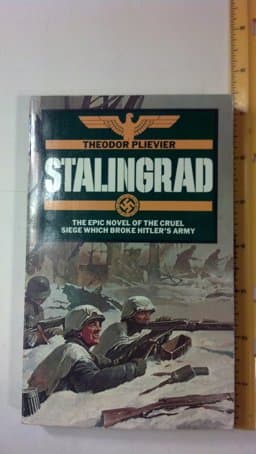 THEODOR PLIEVIER
STALINGRAD
THE EPIC NOVEL OF THE CRUEL
SIEGE WHICH BROKE HITLER'S ARMY